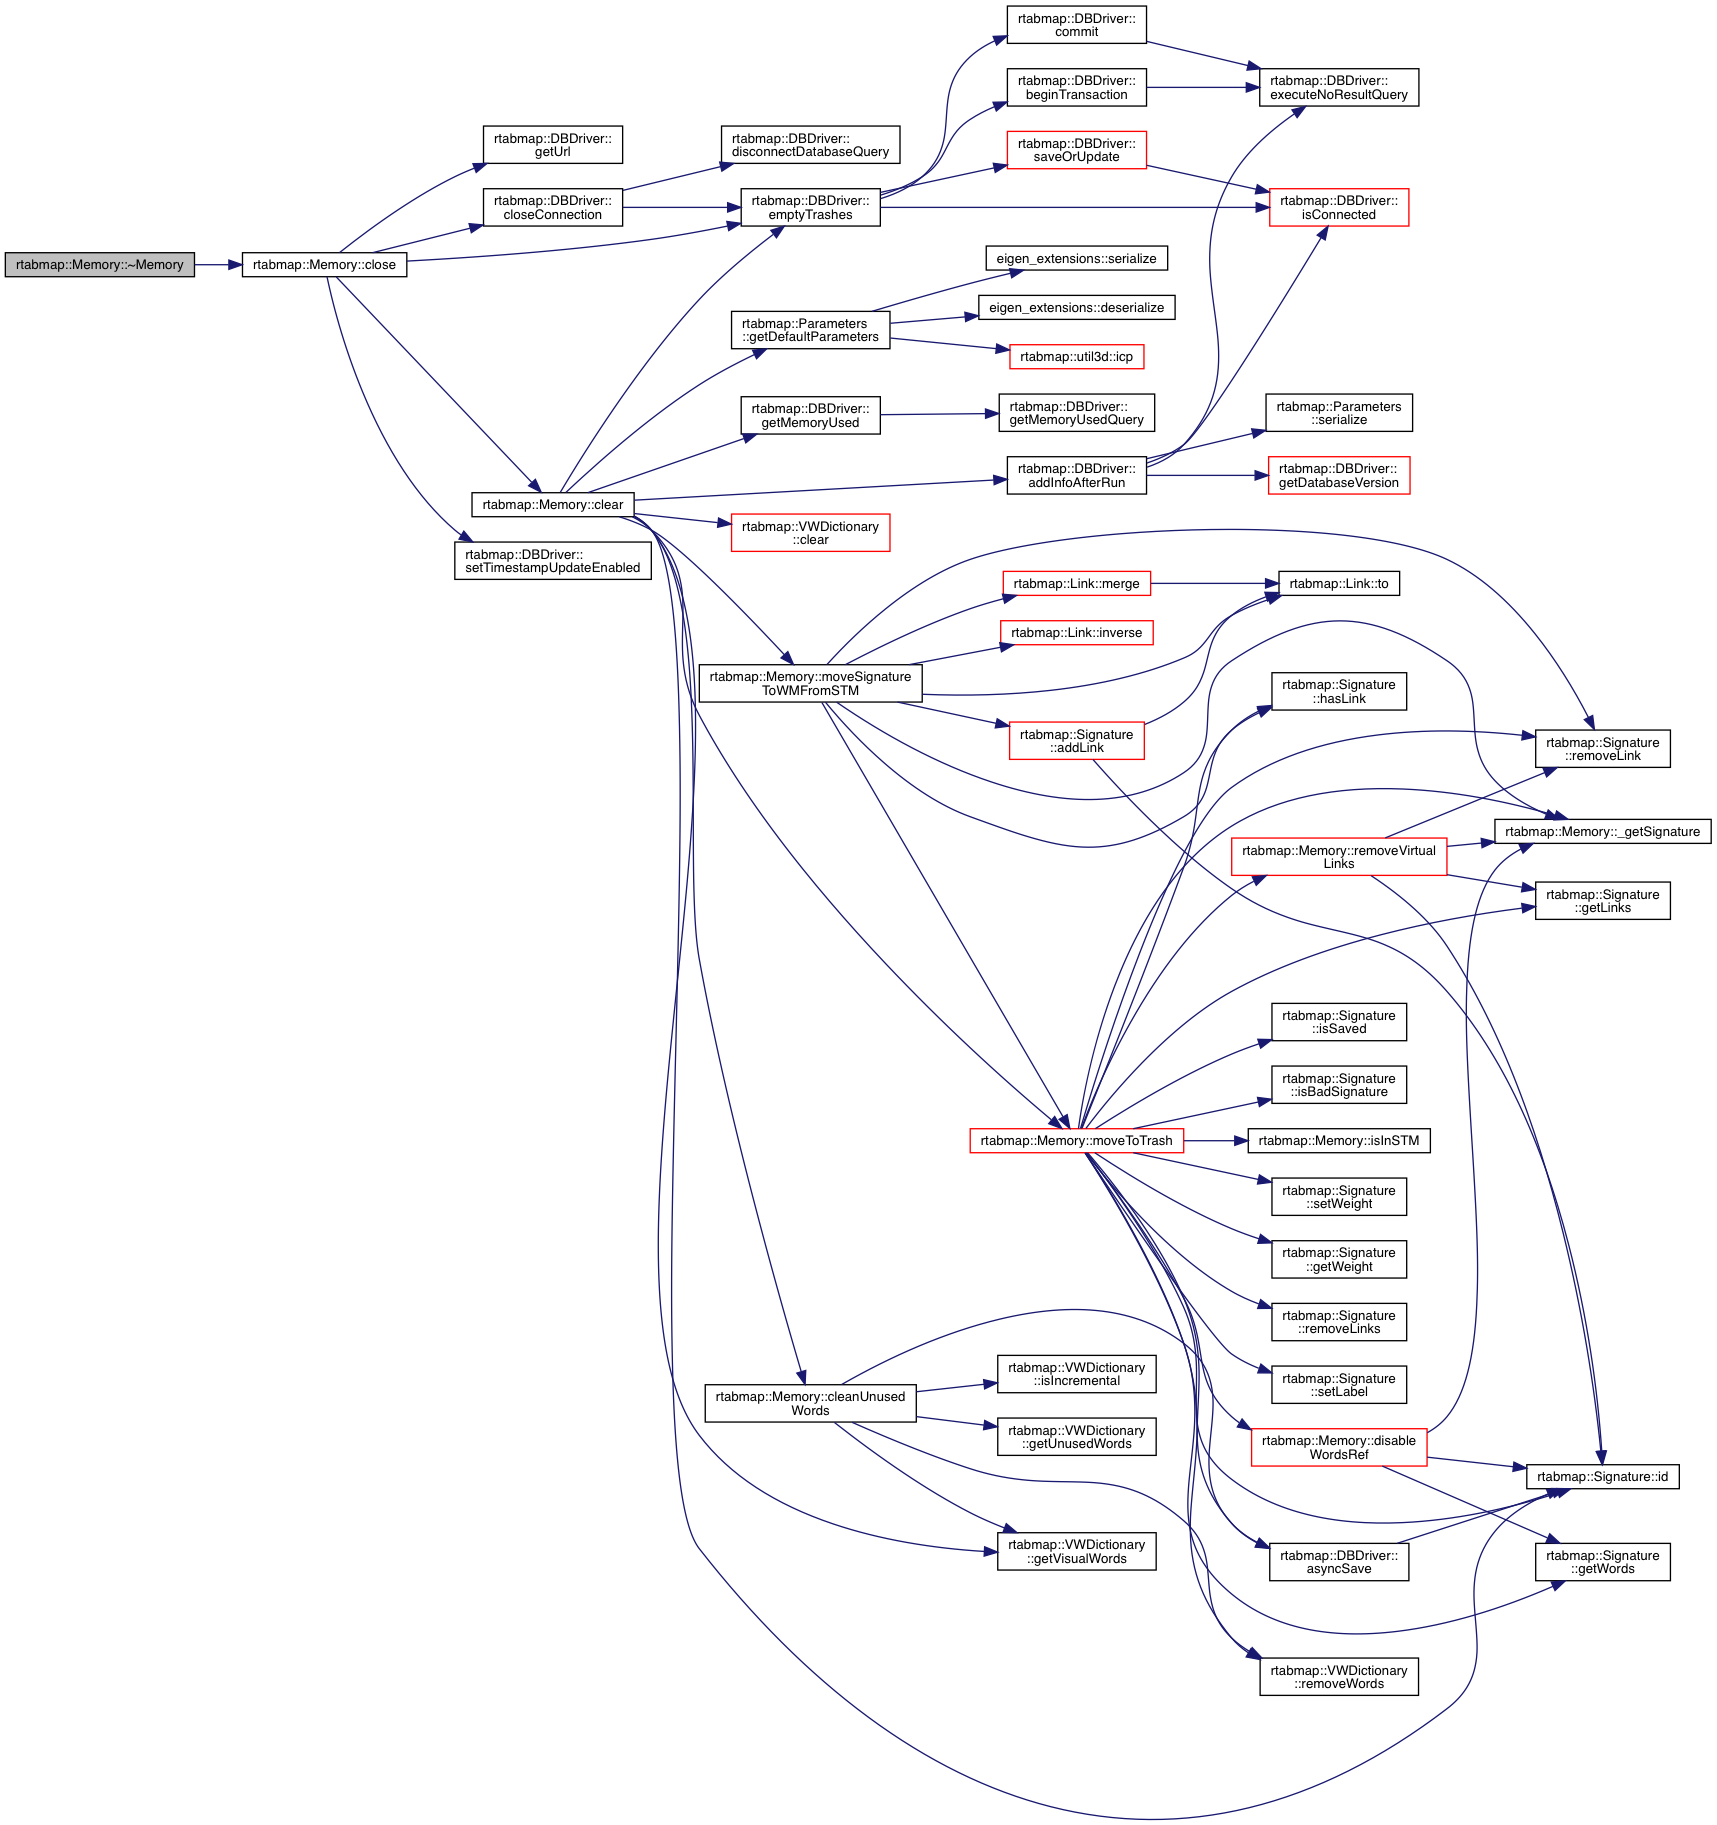 rtabmap::Memory::~Memory
rtabmap::Memory::close
rtabmap::DBDriver::
getUrl
rtabmap::DBDriver::
closeConnection
rtabmap::Memory::clear
rtabmap::DBDriver::
setTimestampUpdateEnabled
rtabmap::DBDriver::
disconnectDatabaseQuery
rtabmap::DBDriver::
emptyTrashes
rtabmap::Parameters
::getDefaultParameters
rtabmap::DBDriver::
getMemoryUsed
rtabmap::VWDictionary
::clear
rtabmap::Memory::moveSignature
ToWMFromSTM
rtabmap::Memory::cleanUnused
Words
rtabmap::DBDriver::
commit
rtabmap::DBDriver::
beginTransaction
rtabmap::DBDriver::
saveOrUpdate
eigen_extensions::serialize
eigen_extensions::deserialize
rtabmap::util3d::icp
rtabmap::DBDriver::
getMemoryUsedQuery
rtabmap::DBDriver::
addInfoAfterRun
rtabmap::Link::merge
rtabmap::Link::inverse
rtabmap::Signature
::addLink
rtabmap::Memory::moveToTrash
rtabmap::VWDictionary
::isIncremental
rtabmap::VWDictionary
::getUnusedWords
rtabmap::VWDictionary
::getVisualWords
rtabmap::DBDriver::
executeNoResultQuery
rtabmap::DBDriver::
isConnected
rtabmap::Parameters
::serialize
rtabmap::DBDriver::
getDatabaseVersion
rtabmap::Link::to
rtabmap::Signature
::hasLink
rtabmap::Memory::removeVirtual
Links
rtabmap::Signature
::isSaved
rtabmap::Signature
::isBadSignature
rtabmap::Memory::isInSTM
rtabmap::Signature
::setWeight
rtabmap::Signature
::getWeight
rtabmap::Signature
::removeLinks
rtabmap::Signature
::setLabel
rtabmap::Memory::disable
WordsRef
rtabmap::DBDriver::
asyncSave
rtabmap::VWDictionary
::removeWords
rtabmap::Signature
::removeLink
rtabmap::Memory::_getSignature
rtabmap::Signature
::getLinks
rtabmap::Signature::id
rtabmap::Signature
::getWords